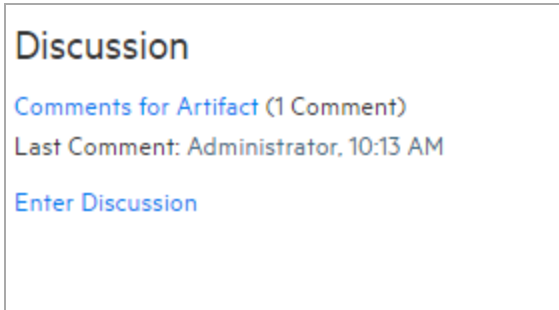 Discussion
Comments for Artifact (1 Comment)
Last Comment: Administrator, 10:13 AM
Enter Discussion